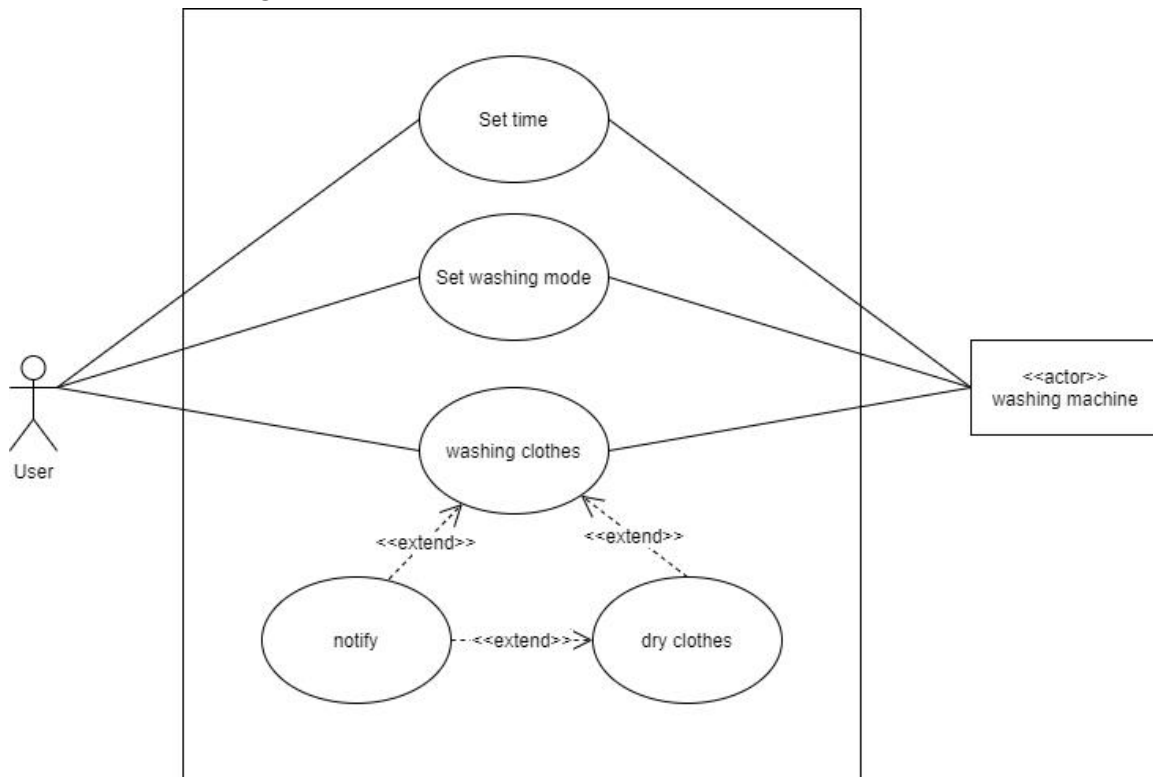 Set time
Set washing mode
<<actor>>
washing machine
User
washing clothes
<<extend>>
<<extend>>
notify
<<extend>>
dry clothes